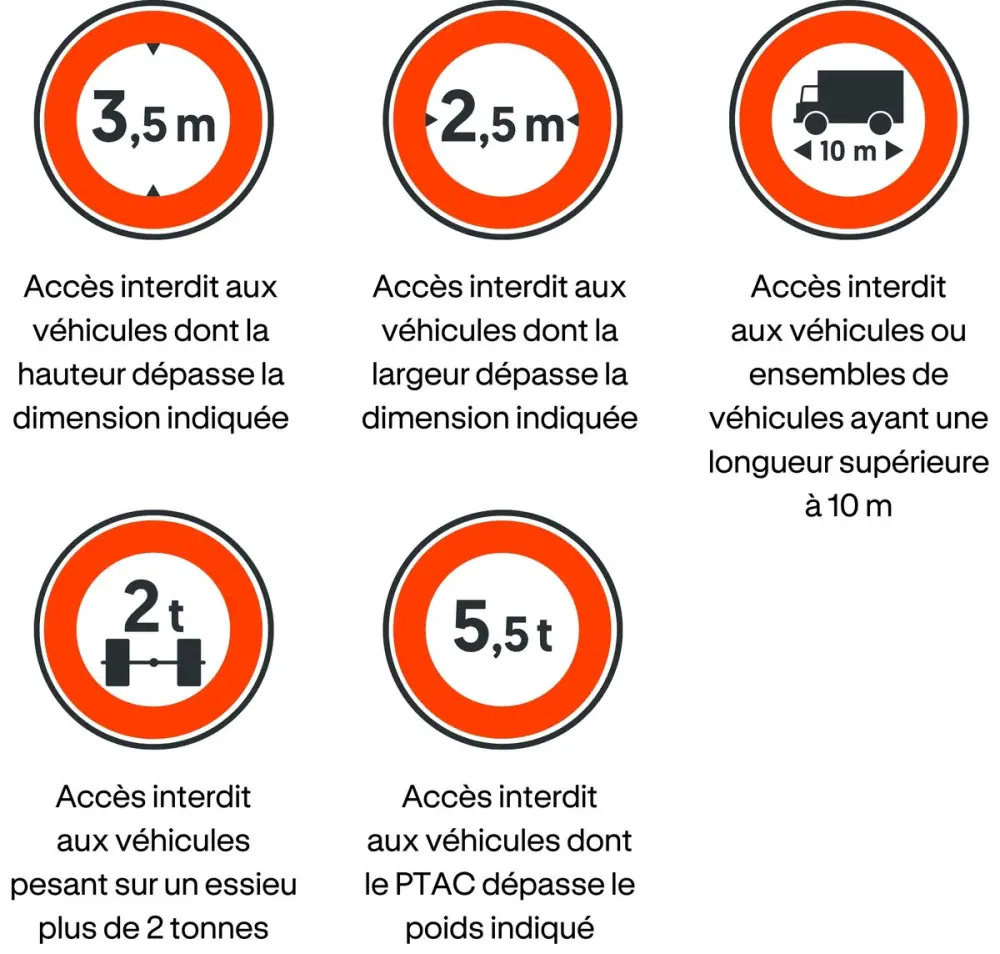 3,5 m
2,5 m
10 m
Accès interdit aux
véhicules dont la
hauteur dépasse la
dimension indiquée
Accès interdit aux
véhicules dont la
largeur dépasse la
dimension indiquée
Accès interdit
aux véhicules ou
ensembles de
véhicules ayant une
longueur supérieure
à 10 m
2 t
5,5 t
Accès interdit
aux véhicules
pesant sur un essieu
plus de 2 tonnes
Accès interdit
aux véhicules dont
le PTAC dépasse le
poids indiqué